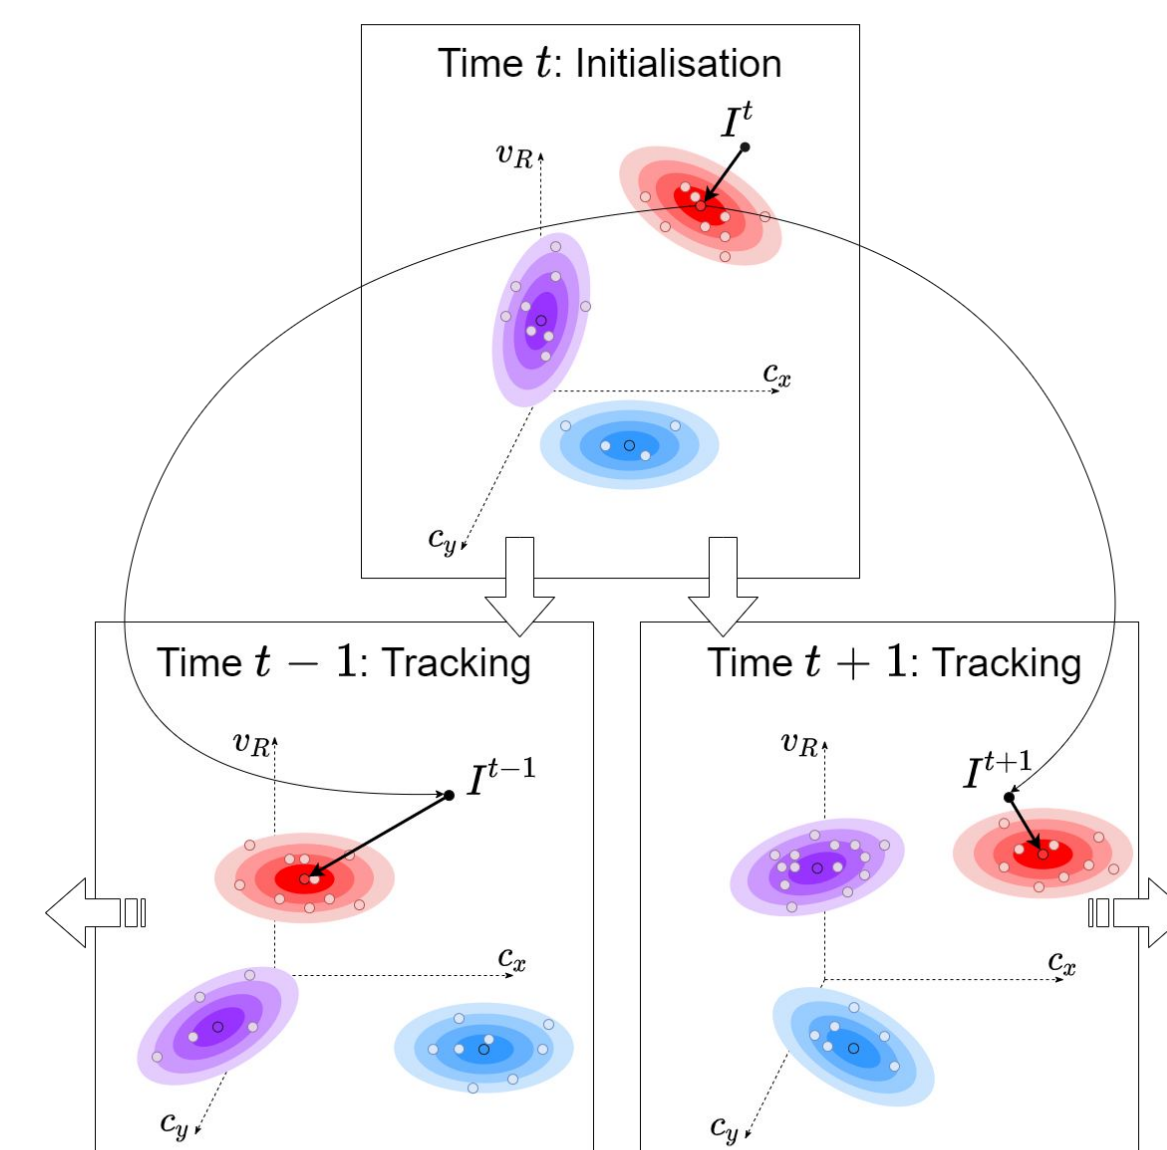 Time t: Initialisation
I^t
v_R
c_x
c_y
Time t − 1: Tracking
v_R
I^{t−1}
c_x
c_y
Time t + 1: Tracking
v_R
I^{t+1}
c_x
c_y